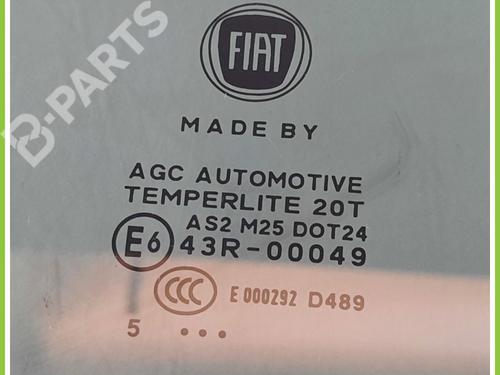 B-PARTS
FIAT
MADE BY
AGC AUTOMOTIVE
TEMPERLITE 20T
AS2 M25 DOT24
E6 43R-00049
CCC E 000292 D489
5 ...